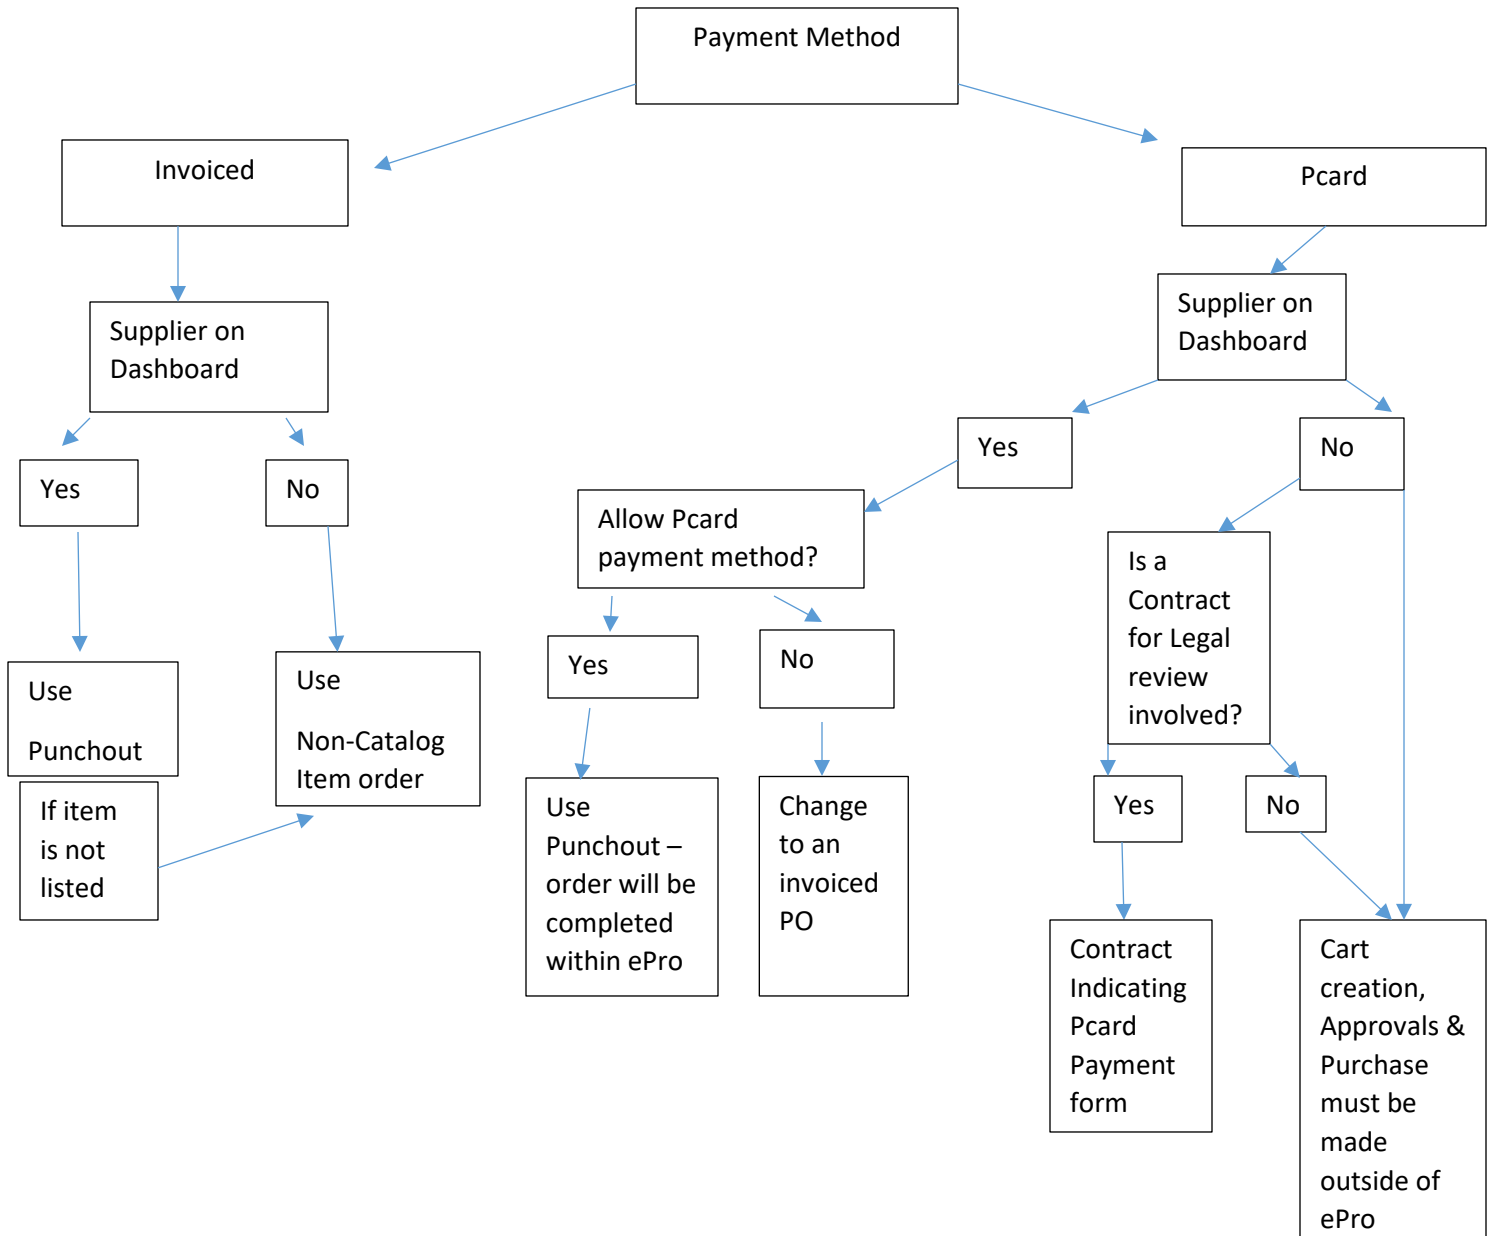 Payment Method
Invoiced
Pcard
Supplier on
Dashboard
Supplier on
Dashboard
Yes
No
Yes
No
Allow Pcard
payment method?
Is a
Contract
for Legal
review
involved?
Yes
No
Use
Punchout
Use
Non-Catalog
Item order
If item
is not
listed
Use
Punchout –
order will be
completed
within ePro
Change
to an
invoiced
PO
Yes
No
Contract
Indicating
Pcard
Payment
form
Cart
creation,
Approvals &
Purchase
must be
made
outside of
ePro